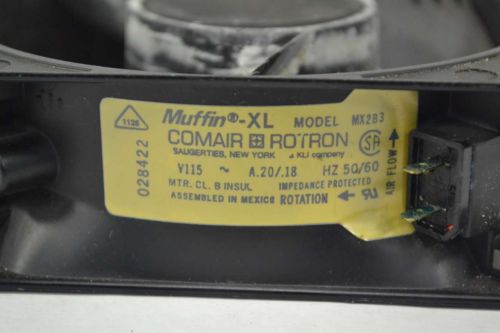 Muffin®-XL MODEL MX2B3
1126
COMAIR ROTRON
SAUGERTIES, NEW YORK a KLI company
SA
028422
V115 ~ A.20/.18 HZ 50/60
MTR. CL. B INSUL IMPEDANCE PROTECTED
ASSEMBLED IN MEXICO ROTATION ←
AIR FLOW →